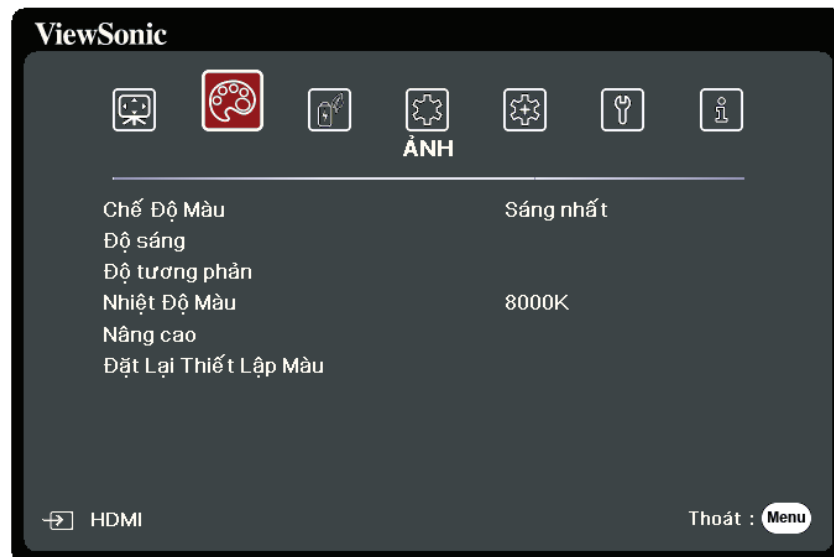 ViewSonic
ẢNH
Chế Độ Màu Sáng nhất
Độ sáng
Độ tương phản
Nhiệt Độ Màu 8000K
Nâng cao
Đặt Lại Thiết Lập Màu
HDMI Thoát : Menu